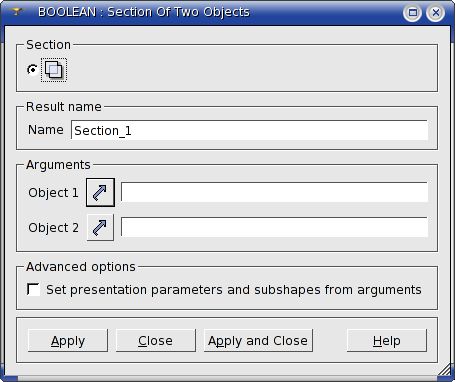 BOOLEAN : Section Of Two Objects
Section
Result name
Name Section_1
Arguments
Object 1
Object 2
Advanced options
Set presentation parameters and subshapes from arguments
Apply Close Apply and Close Help